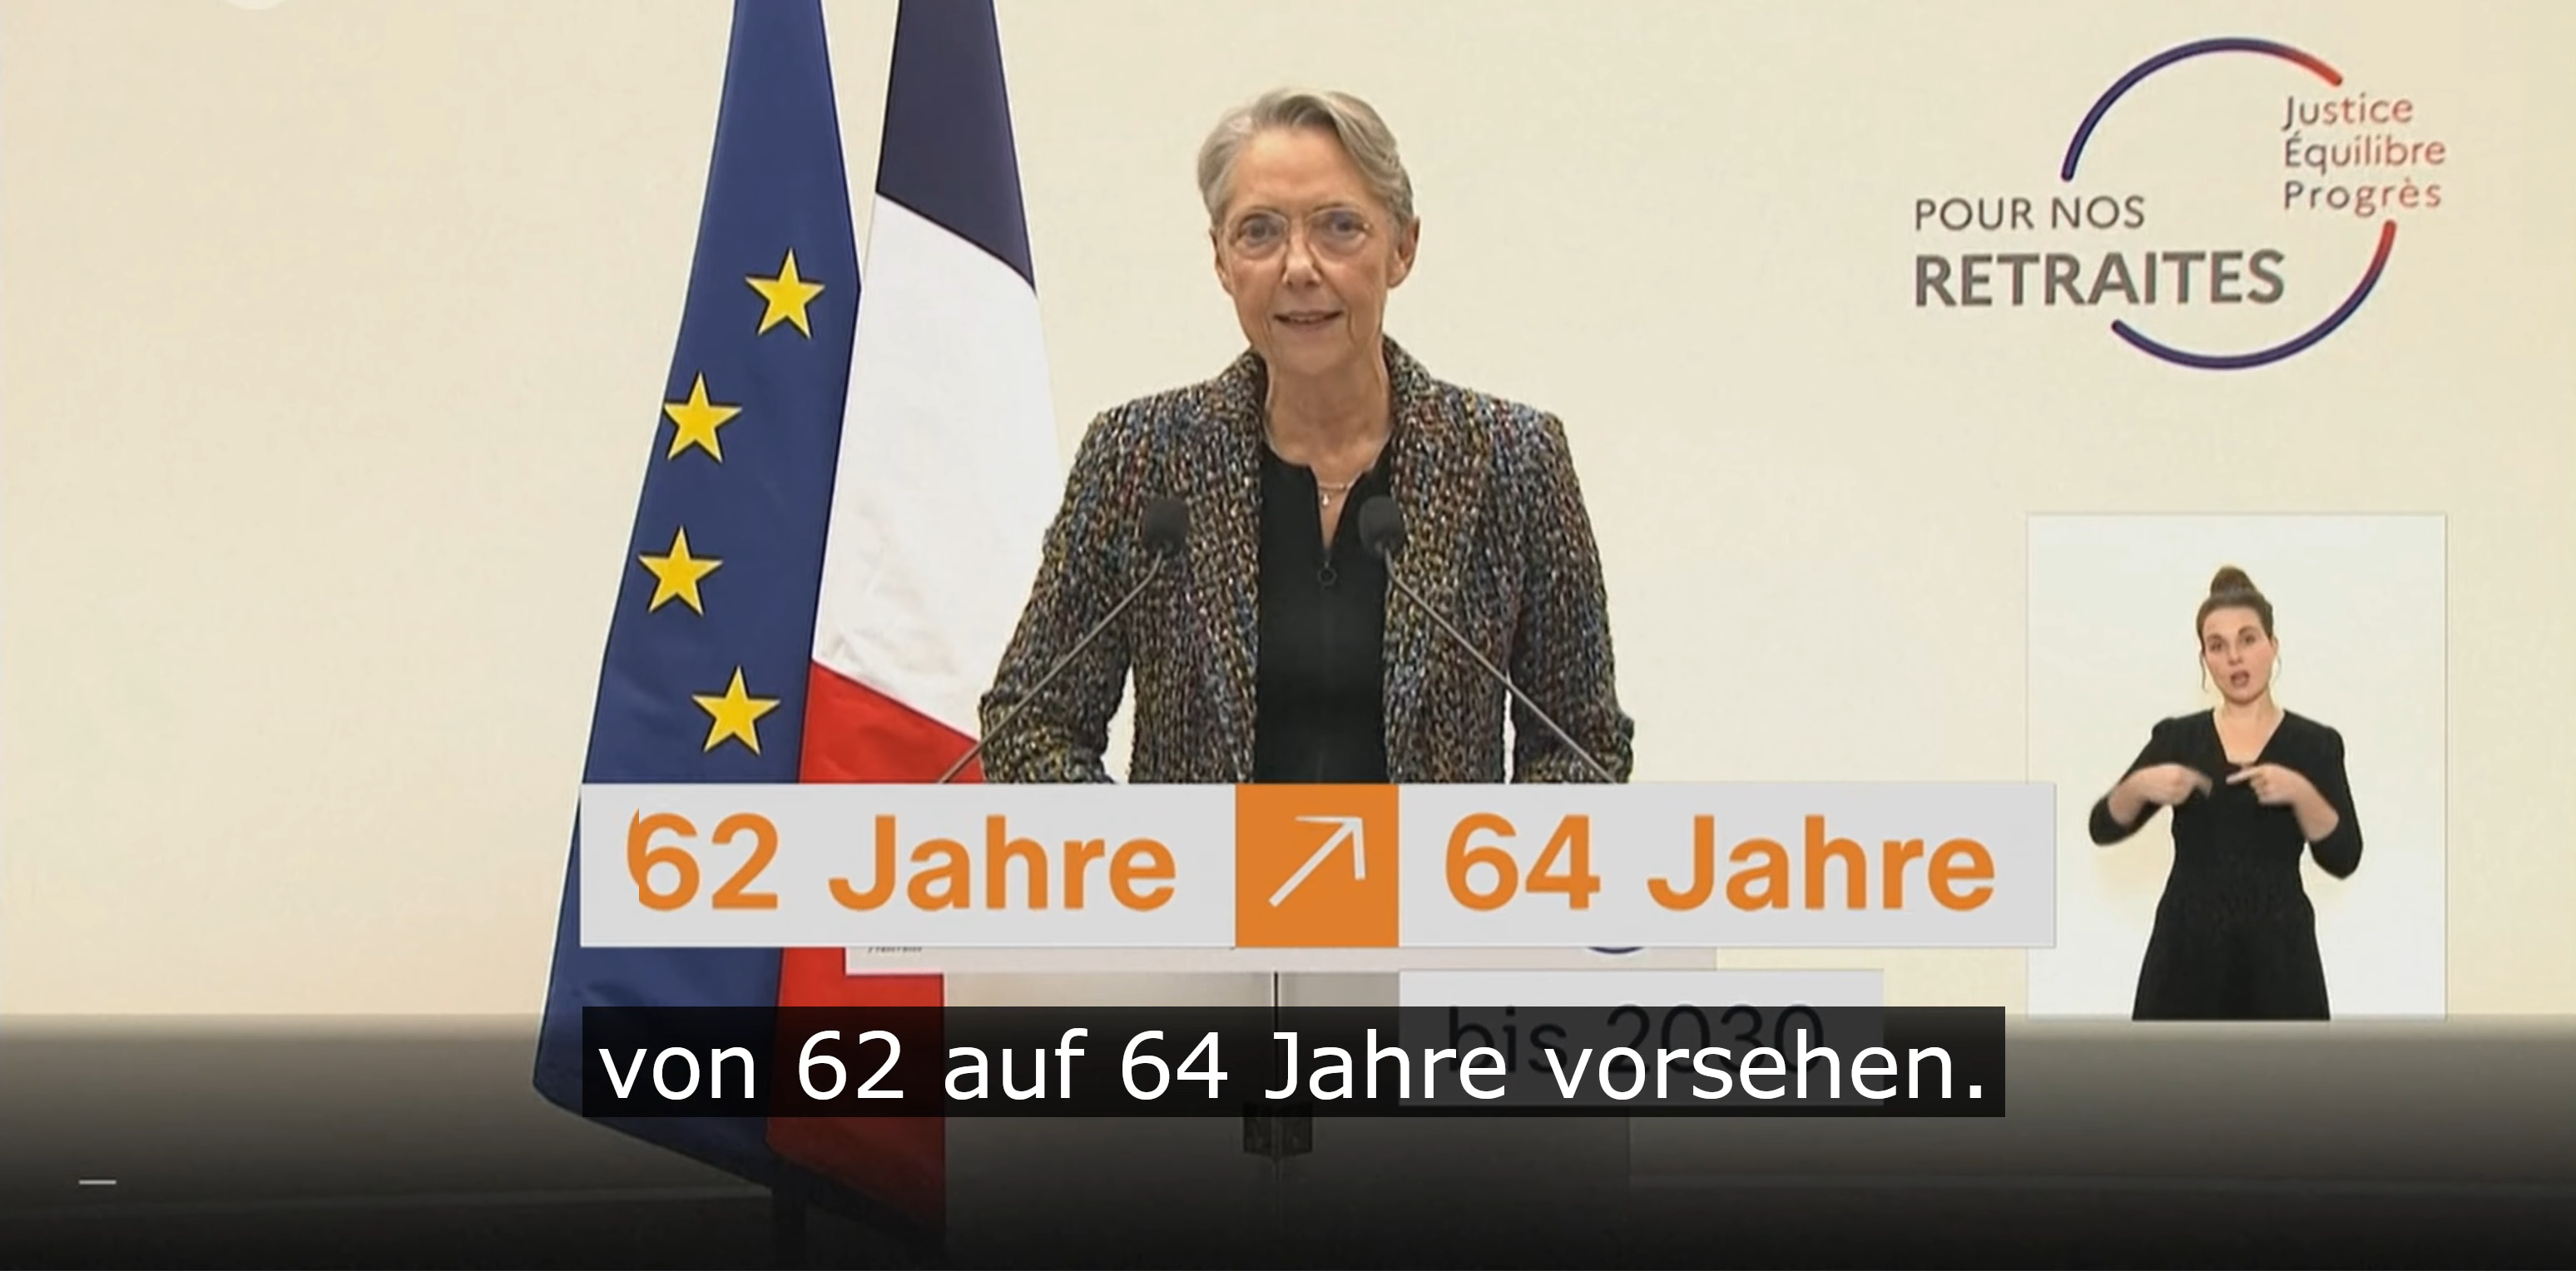 Justice
Équilibre
Progrès
POUR NOS
RETRAITES
62 Jahre
64 Jahre
bis 2030
von 62 auf 64 Jahre vorsehen.